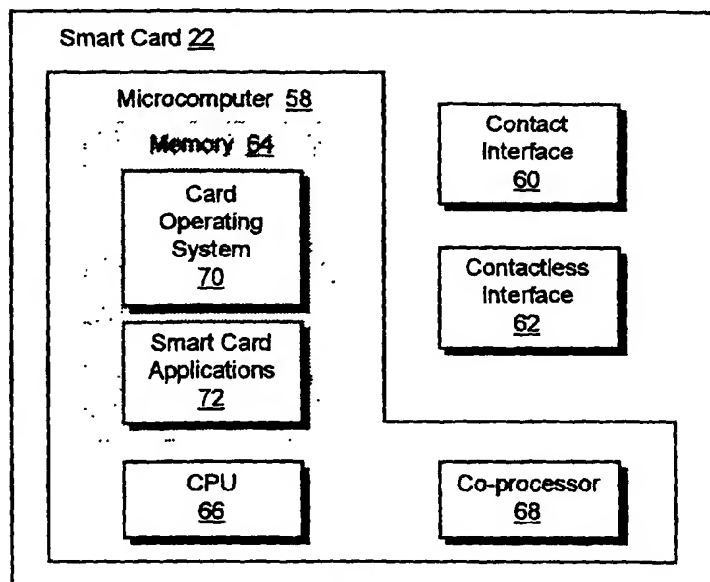 Smart Card 22
Microcomputer 58
Memory 64
Card
Operating
System
70
Smart Card
Applications
72
CPU
66
Contact
Interface
60
Contactless
Interface
62
Co-processor
68